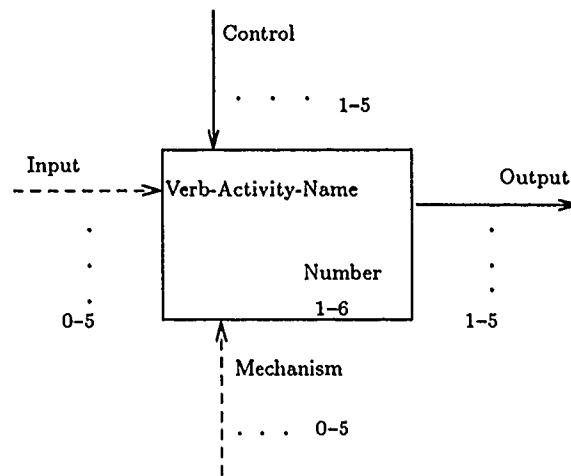 Control
. . . 1–5
Input
Verb-Activity-Name
Output
Number
1–6
0–5
1–5
Mechanism
. . . 0–5